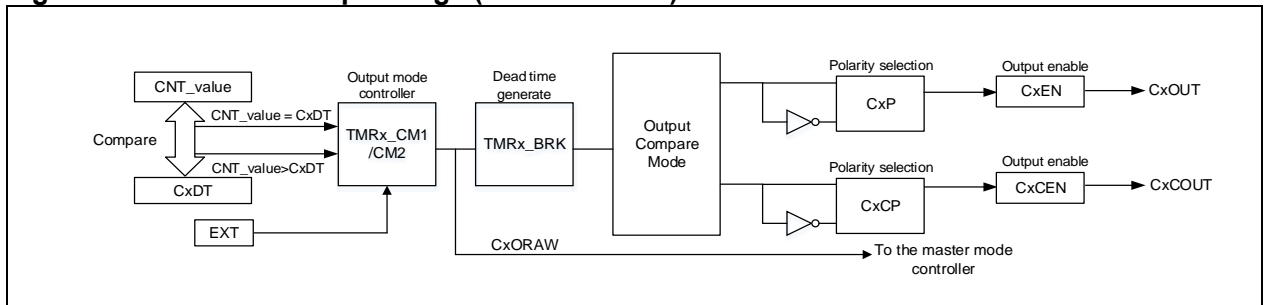 CNT_value
Compare
CNT_value = CxDT
CNT_value>CxDT
CxDT
EXT
Output mode
controller
TMRx_CM1
/CM2
Dead time
generate
TMRx_BRK
CxORAW
Output
Compare
Mode
Polarity selection
CxP
Output enable
CxEN
CxOUT
Polarity selection
CxCP
Output enable
CxCEN
CxCOUT
To the master mode
controller